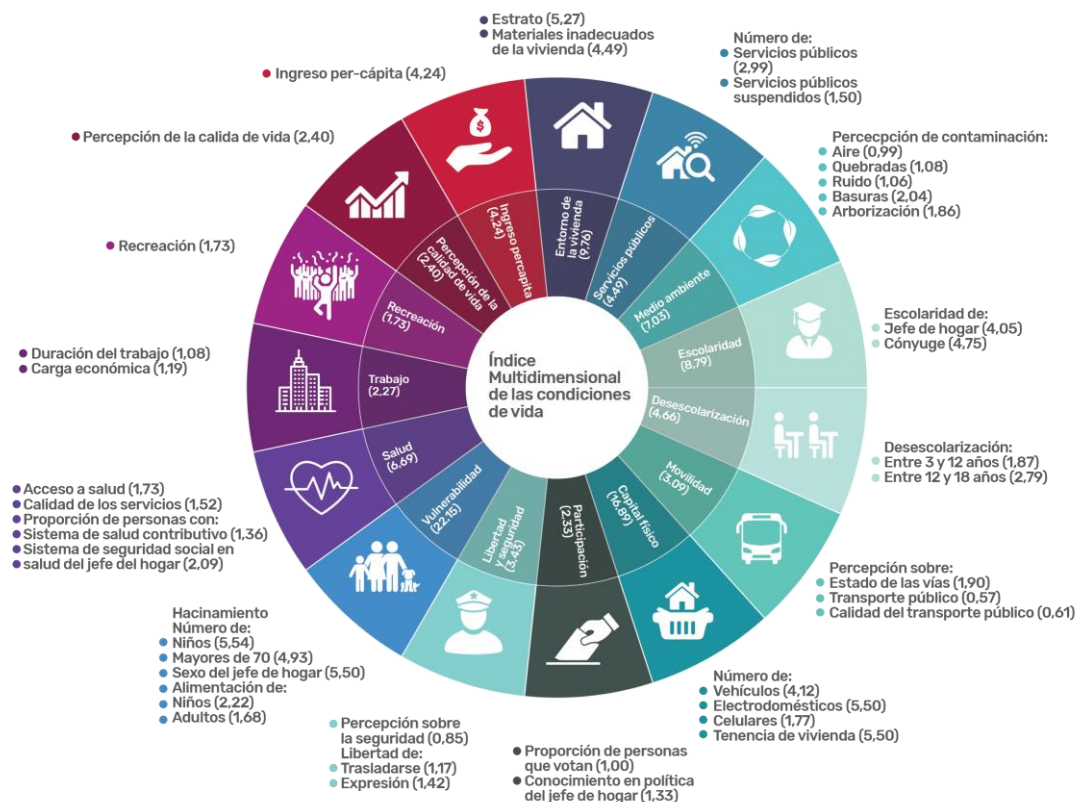 Estrato (5,27)
Materiales inadecuados
de la vivienda (4,49)
Número de:
Servicios públicos
(2,99)
Servicios públicos
suspendidos (1,50)
Percecpción de contaminación:
Aire (0,99)
Quebradas (1,08)
Ruido (1,06)
Basuras (2,04)
Arborización (1,86)
Escolaridad de:
Jefe de hogar (4,05)
Cónyuge (4,75)
Desescolarización:
Entre 3 y 12 años (1,87)
Entre 12 y 18 años (2,79)
Percepción sobre:
Estado de las vías (1,90)
Transporte público (0,57)
Calidad del transporte público (0,61)
Número de:
Vehículos (4,12)
Electrodomésticos (5,50)
Celulares (1,77)
Tenencia de vivienda (5,50)
Proporción de personas
que votan (1,00)
Conocimiento en política
del jefe de hogar (1,33)
Percepción sobre
la seguridad (0,85)
Libertad de:
Trasladarse (1,17)
Expresión (1,42)
Hacinamiento
Número de:
Niños (5,54)
Mayores de 70 (4,93)
Sexo del jefe de hogar (5,50)
Alimentación de:
Niños (2,22)
Adultos (1,68)
Acceso a salud (1,73)
Calidad de los servicios (1,52)
Proporción de personas con:
Sistema de salud contributivo (1,36)
Sistema de seguridad social en
salud del jefe del hogar (2,09)
Duración del trabajo (1,08)
Carga económica (1,19)
Recreación (1,73)
Percepción de la calida de vida (2,40)
Ingreso per-cápita (4,24)
$
Entorno de
la vivienda
(9,76)
Servicios públicos
(4,49)
Medio ambiente
(7,03)
Escolaridad
(8,79)
Desescolarización
(4,66)
Movilidad
(3,09)
Capital físico
(16,89)
Participación
(2,33)
Libertad
y seguridad
(3,43)
Vulnerabilidad
(22,15)
Salud
(6,69)
Trabajo
(2,27)
Recreación
(1,73)
Percepción de la
calidad de vida
(2,40)
Ingreso percapita
(4,24)
Índice
Multidimensional
de las condiciones
de vida